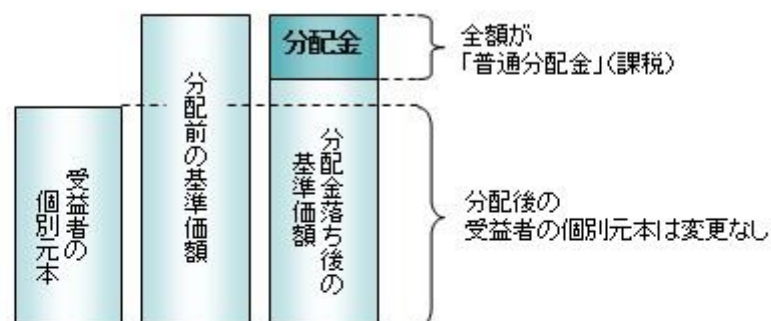 受益者の
個別元本
分配前の基準価額
分配金
分配金落ち後の
基準価額
全額が
「普通分配金」(課税)
分配後の
受益者の個別元本は変更なし